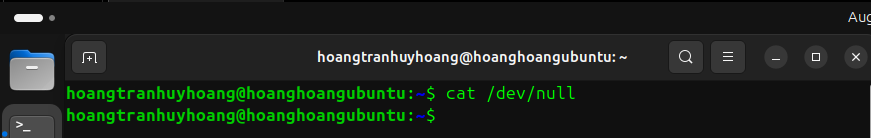 Aug
hoangtranhuyhoang@hoanghoangubuntu: ~
hoangtranhuyhoang@hoanghoangubuntu:~$ cat /dev/null
hoangtranhuyhoang@hoanghoangubuntu:~$
>_